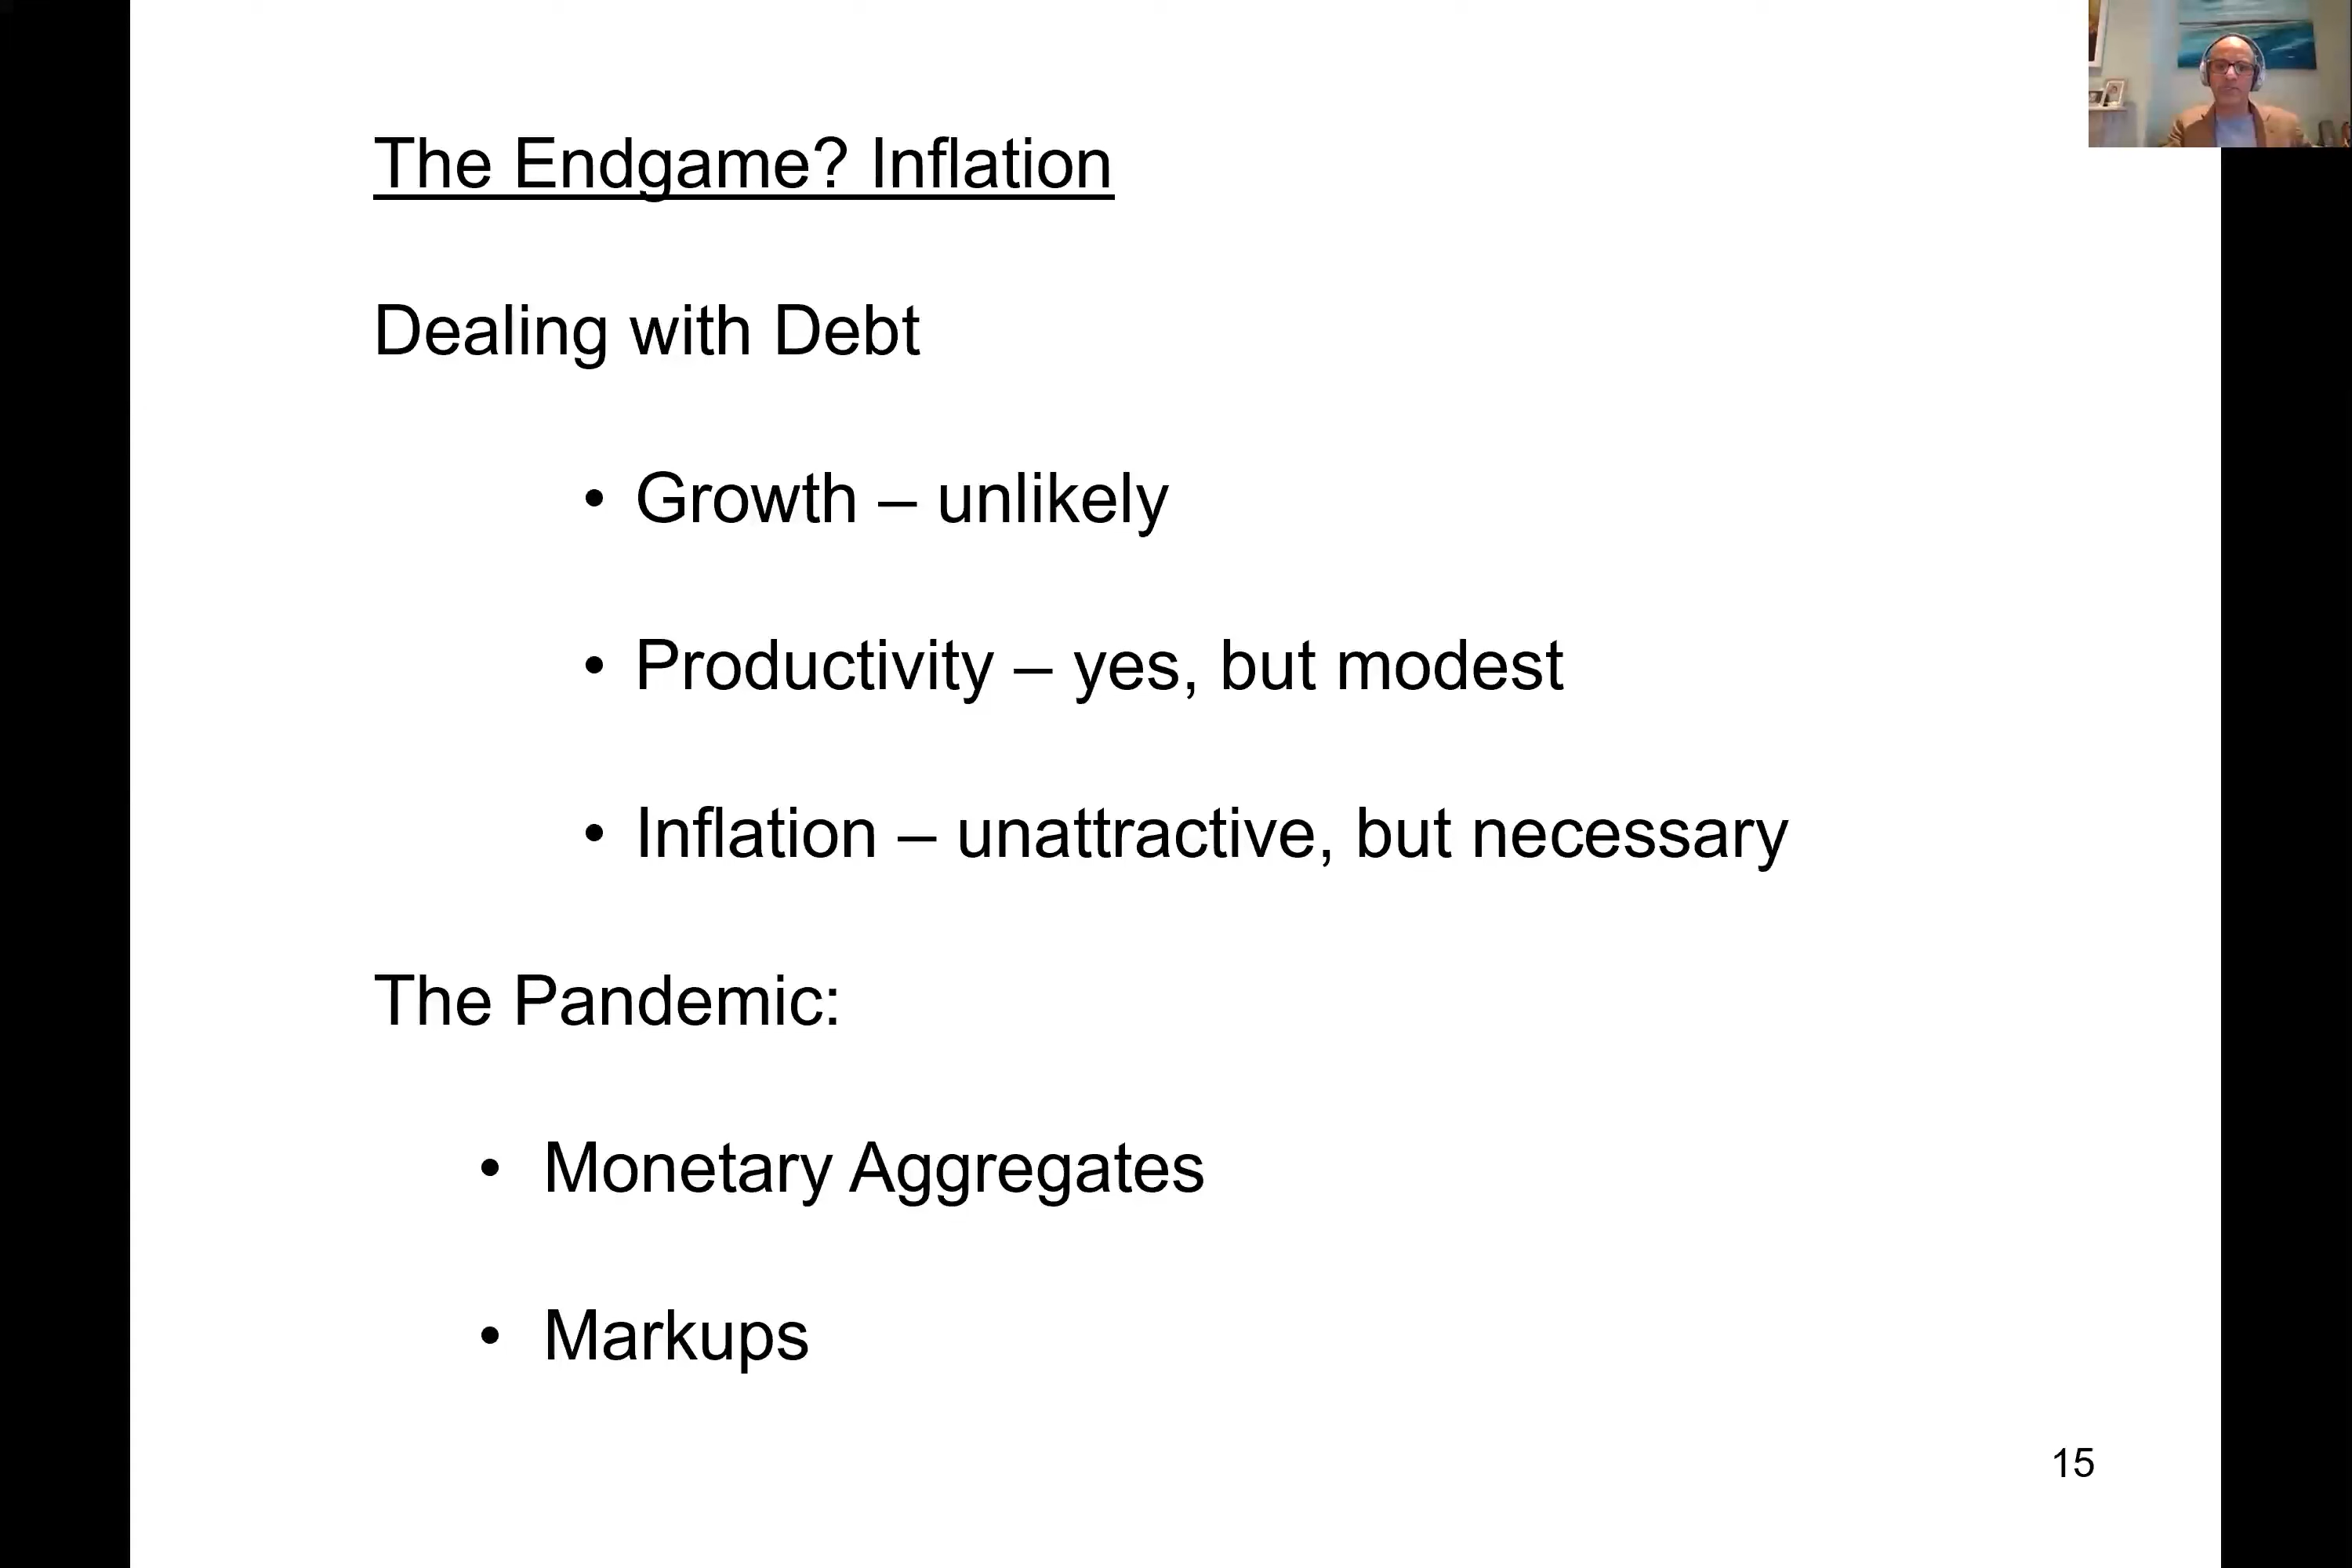 The Endgame? Inflation
Dealing with Debt
• Growth – unlikely
• Productivity – yes, but modest
• Inflation – unattractive, but necessary
The Pandemic:
• Monetary Aggregates
• Markups
15